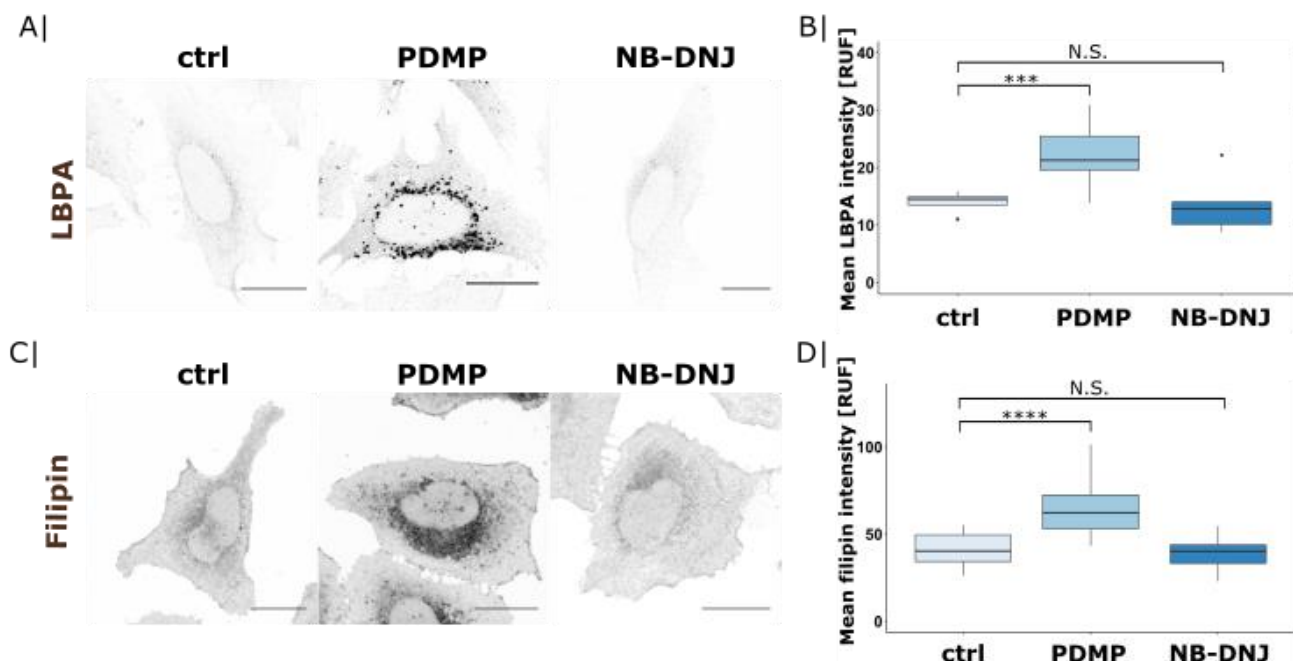 A|
ctrl PDMP NB-DNJ
LBPA
B|
Mean LBPA intensity [RUF]
40
30
20
10
0
N.S.
***
ctrl PDMP NB-DNJ
C|
ctrl PDMP NB-DNJ
Filipin
D|
Mean filipin intensity [RUF]
100
50
0
N.S.
****
ctrl PDMP NB-DNJ